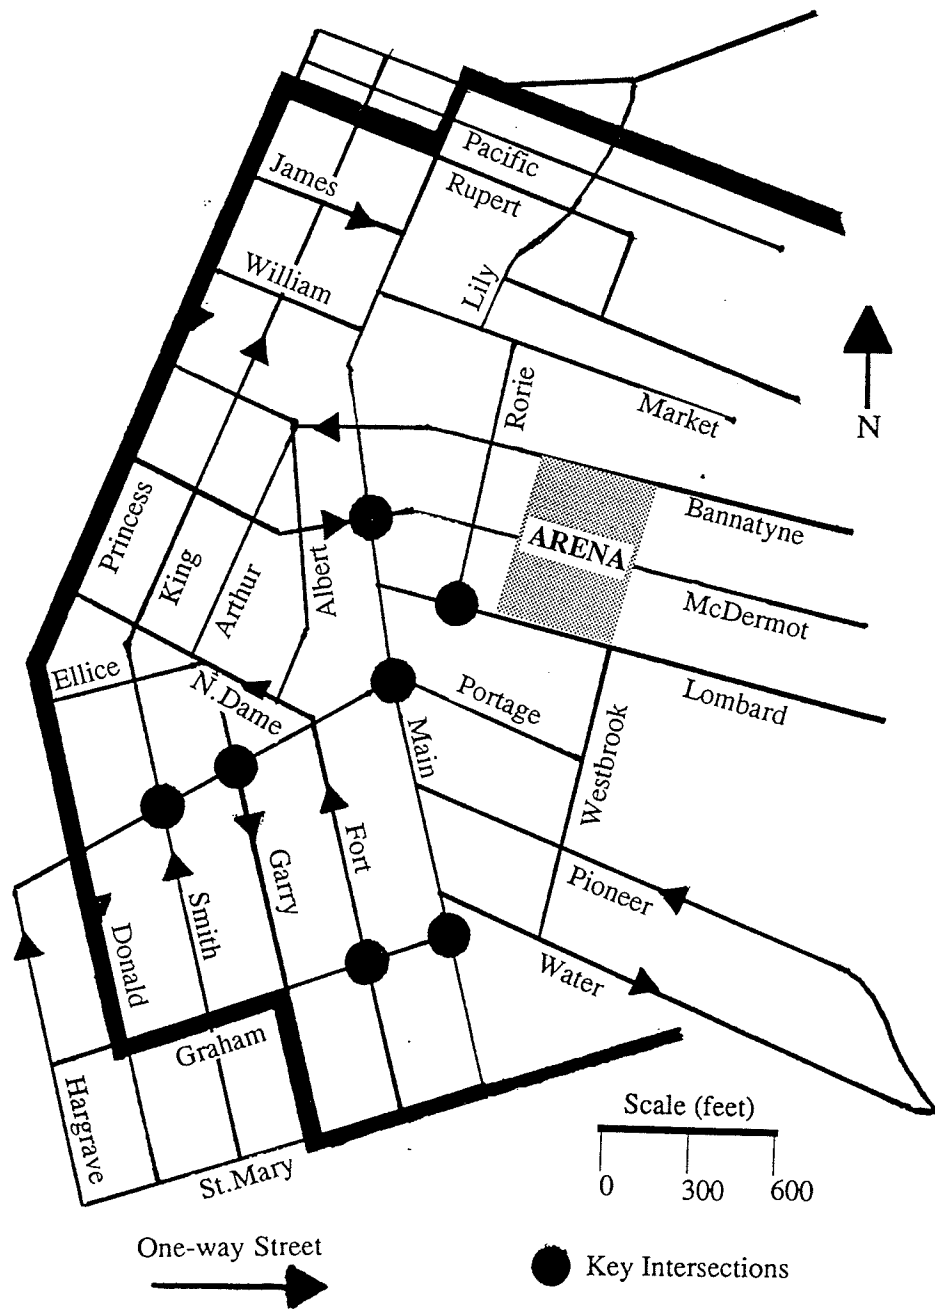 Pacific
James
Rupert
William
Lily
Rorie
Market
N
Princess
King
Arthur
Albert
Bannatyne
ARENA
McDermot
Ellice
N. Dame
Portage
Lombard
Main
Westbrook
Fort
Garry
Smith
Donald
Pioneer
Water
Graham
Hargrave
St.Mary
Scale (feet)
0 300 600
One-way Street
Key Intersections